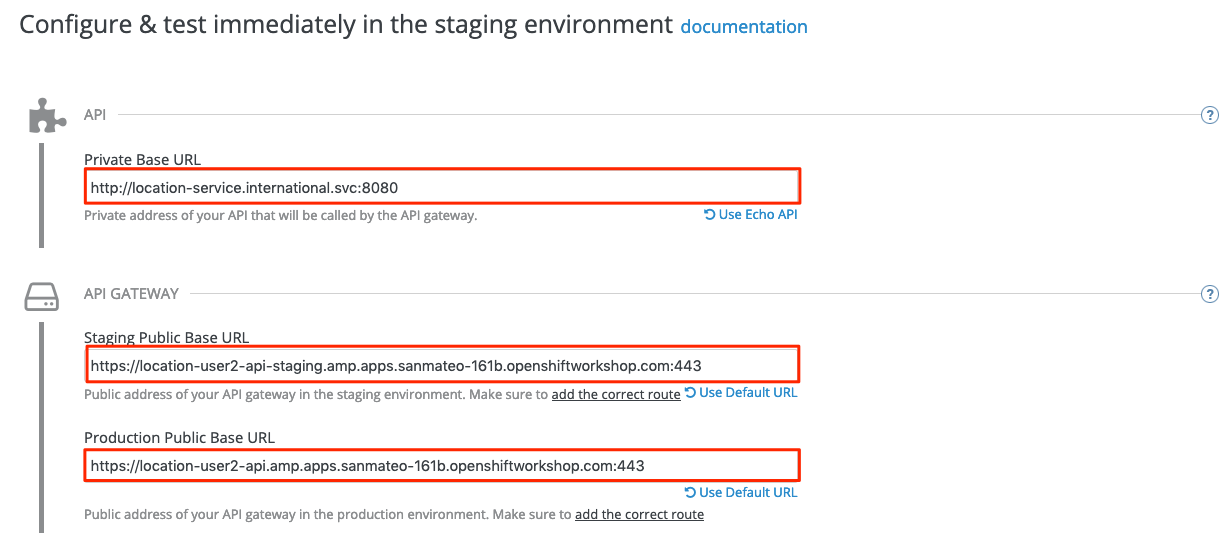 Configure & test immediately in the staging environment documentation
API ?
Private Base URL
http://location-service.international.svc:8080
Private address of your API that will be called by the API gateway. Use Echo API
API GATEWAY ?
Staging Public Base URL
https://location-user2-api-staging.amp.apps.sanmateo-161b.openshiftworkshop.com:443
Public address of your API gateway in the staging environment. Make sure to add the correct route Use Default URL
Production Public Base URL
https://location-user2-api.amp.apps.sanmateo-161b.openshiftworkshop.com:443
Use Default URL
Public address of your API gateway in the production environment. Make sure to add the correct route